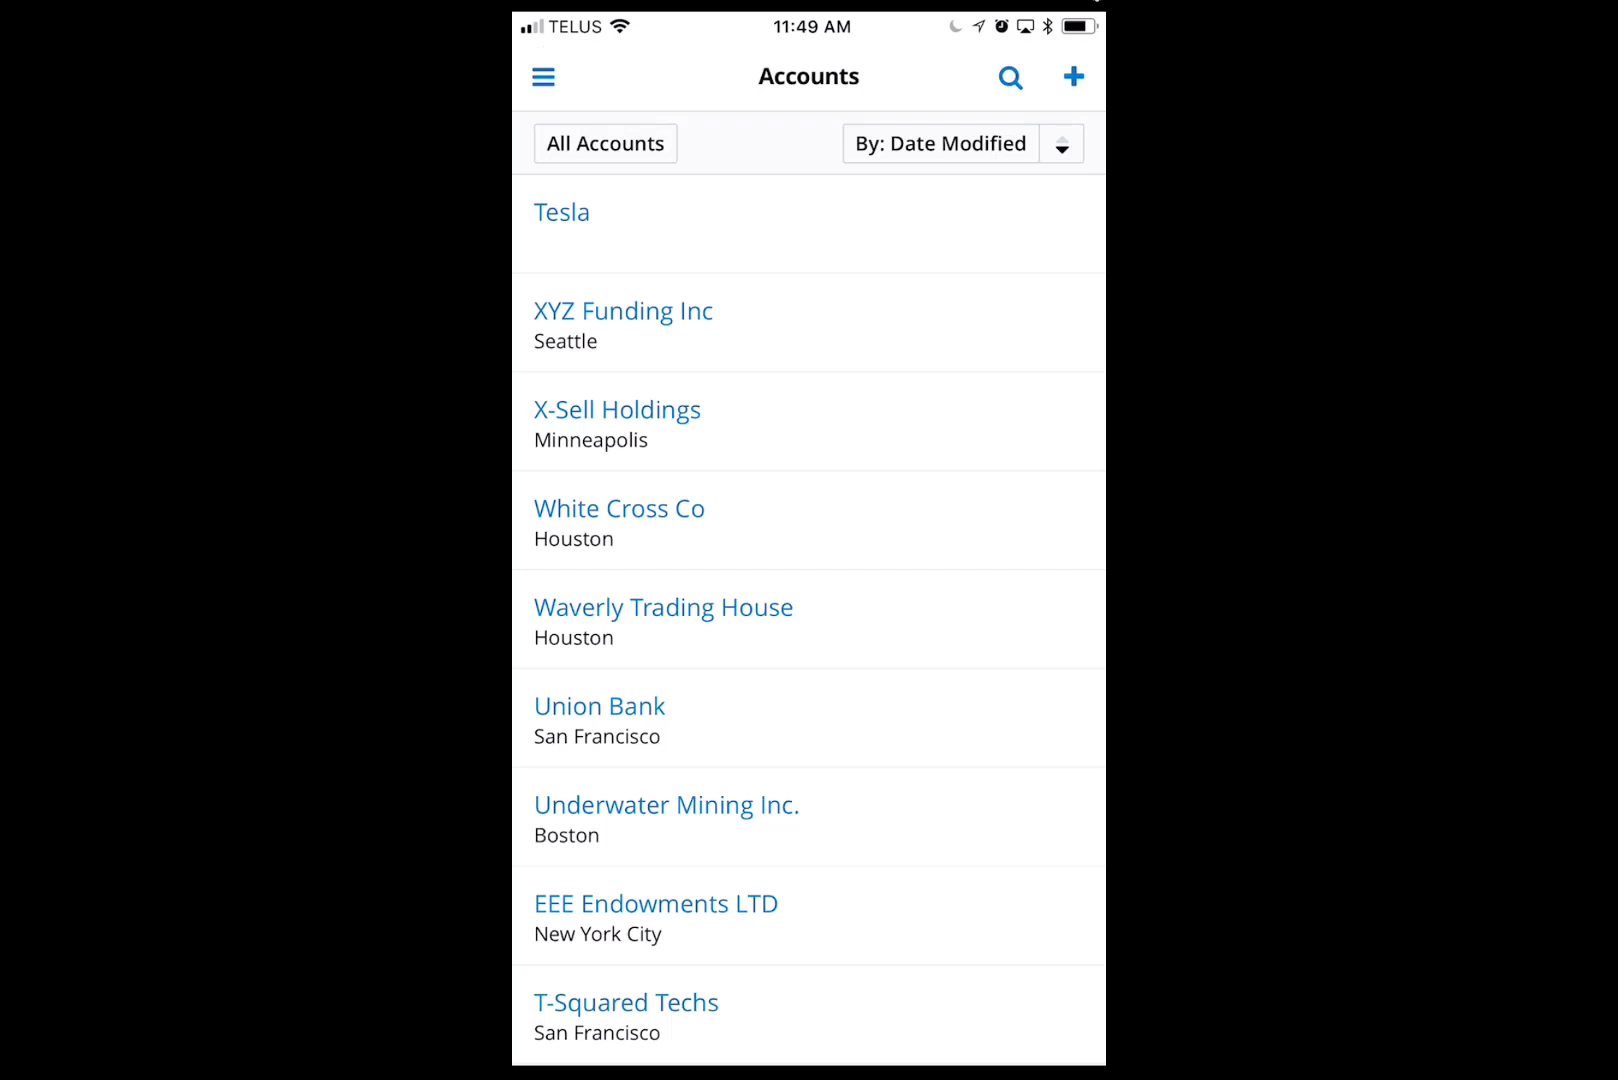 TELUS
11:49 AM
Accounts
All Accounts
By: Date Modified
Tesla
XYZ Funding Inc
Seattle
X-Sell Holdings
Minneapolis
White Cross Co
Houston
Waverly Trading House
Houston
Union Bank
San Francisco
Underwater Mining Inc.
Boston
EEE Endowments LTD
New York City
T-Squared Techs
San Francisco